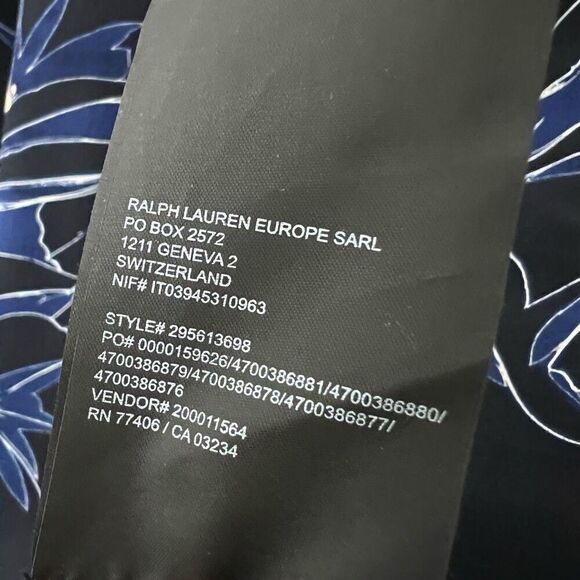 RALPH LAUREN EUROPE SARL
PO BOX 2572
1211 GENEVA 2
SWITZERLAND
NIF# IT03945310963
STYLE# 295613698
PO# 0000159626/4700386881/4700386880/
4700386879/4700386878/4700386877/
4700386876
VENDOR# 200011564
RN 77406 / CA 03234